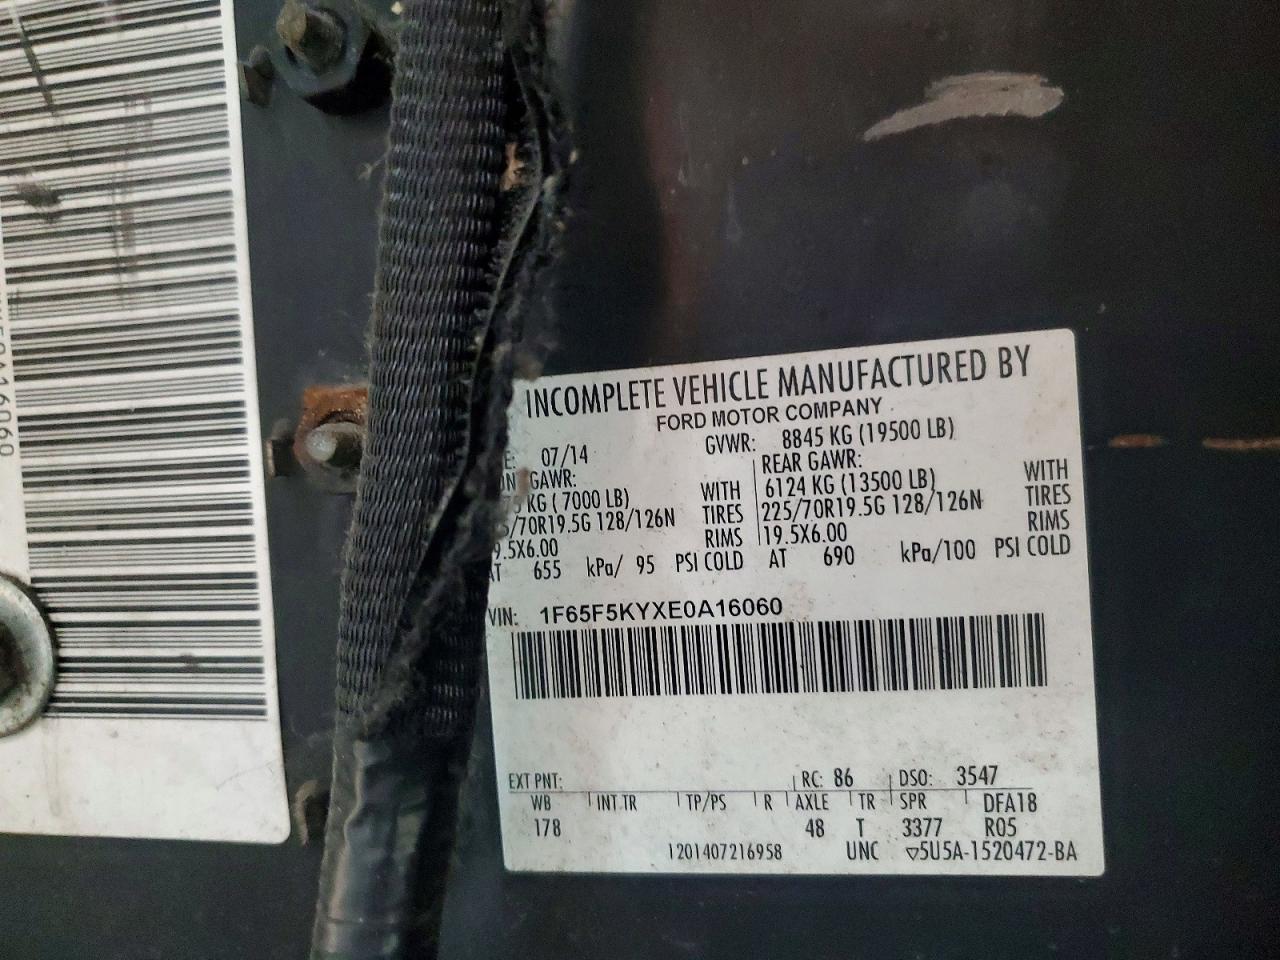 INCOMPLETE VEHICLE MANUFACTURED BY
FORD MOTOR COMPANY
07/14 GVWR: 8845 KG (19500 LB)
GAWR: REAR GAWR:
KG (7000 LB) WITH 6124 KG (13500 LB) WITH
/70R19.5G 128/126N TIRES 225/70R19.5G 128/126N TIRES
9.5X6.00 RIMS 19.5X6.00 RIMS
AT 655 kPa/ 95 PSI COLD AT 690 kPa/100 PSI COLD
VIN: 1F65F5KYXE0A16060
EXT PNT: RC: 86 DSO: 3547
WB INT TR TP/PS R AXLE TR SPR DFA18
178 48 T 3377 R05
1201407216958 UNC ▽5U5A-1520472-BA
0A16060